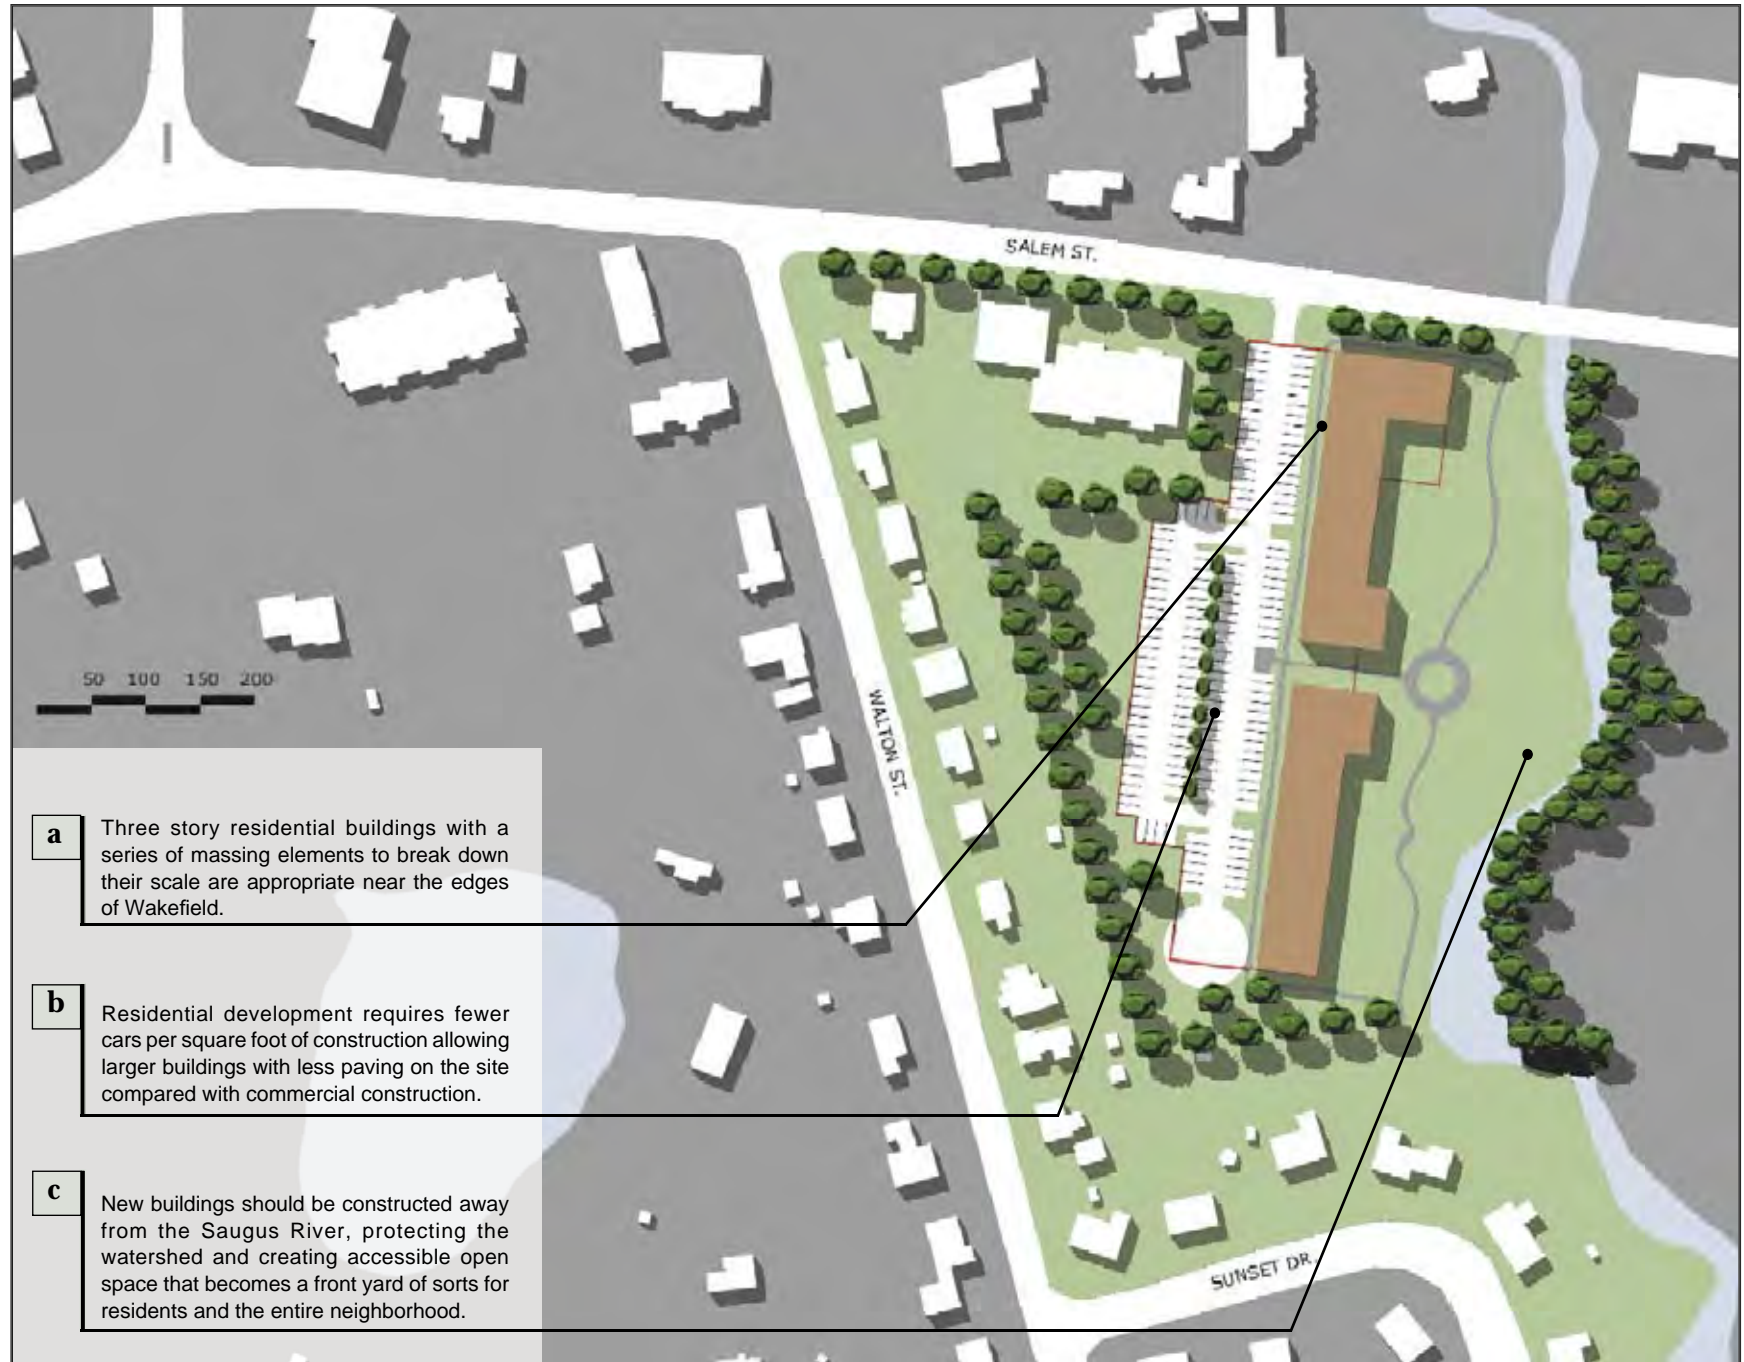 SALEM ST.
50 100 150 200
WALTON ST.
a
Three story residential buildings with a
series of massing elements to break down
their scale are appropriate near the edges
of Wakefield.
b
Residential development requires fewer
cars per square foot of construction allowing
larger buildings with less paving on the site
compared with commercial construction.
c
New buildings should be constructed away
from the Saugus River, protecting the
watershed and creating accessible open
space that becomes a front yard of sorts for
residents and the entire neighborhood.
SUNSET DR.